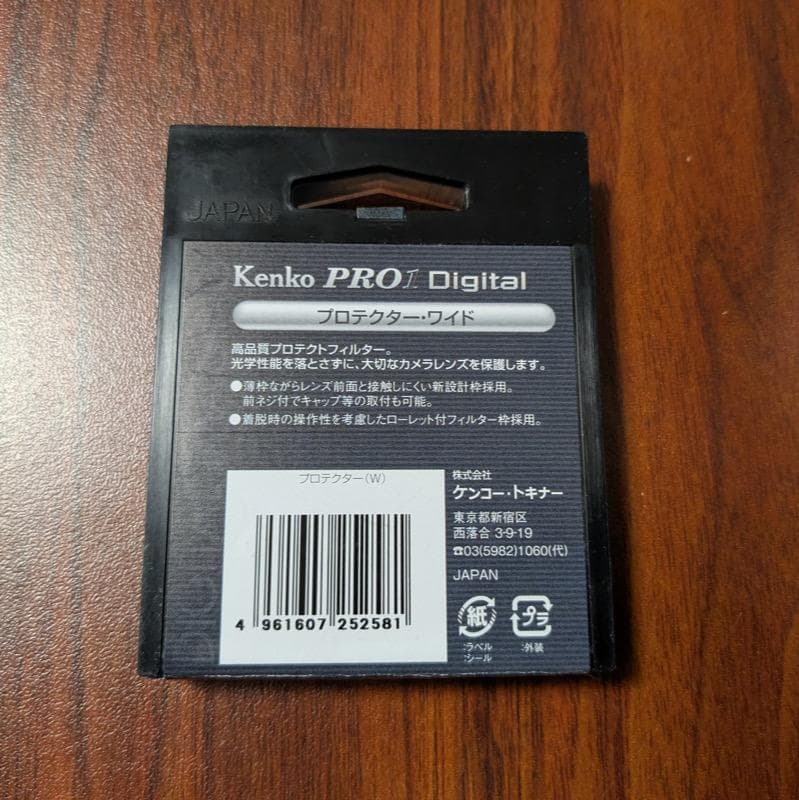 JAPAN
Kenko PRO1 Digital
プロテクター・ワイド
高品質プロテクトフィルター。
光学性能を落とさずに、大切なカメラレンズを保護します。
●薄枠ながらレンズ前面と接触しにくい新設計枠採用。
前ネジ付でキャップ等の取付も可能。
●着脱時の操作性を考慮したローレット付フィルター枠採用。
プロテクター(W)
4 961607 252581
株式会社
ケンコー・トキナー
東京都新宿区
西落合 3-9-19
☎03(5982)1060(代)
JAPAN
紙
:ラベル
:シール
プラ
:外装